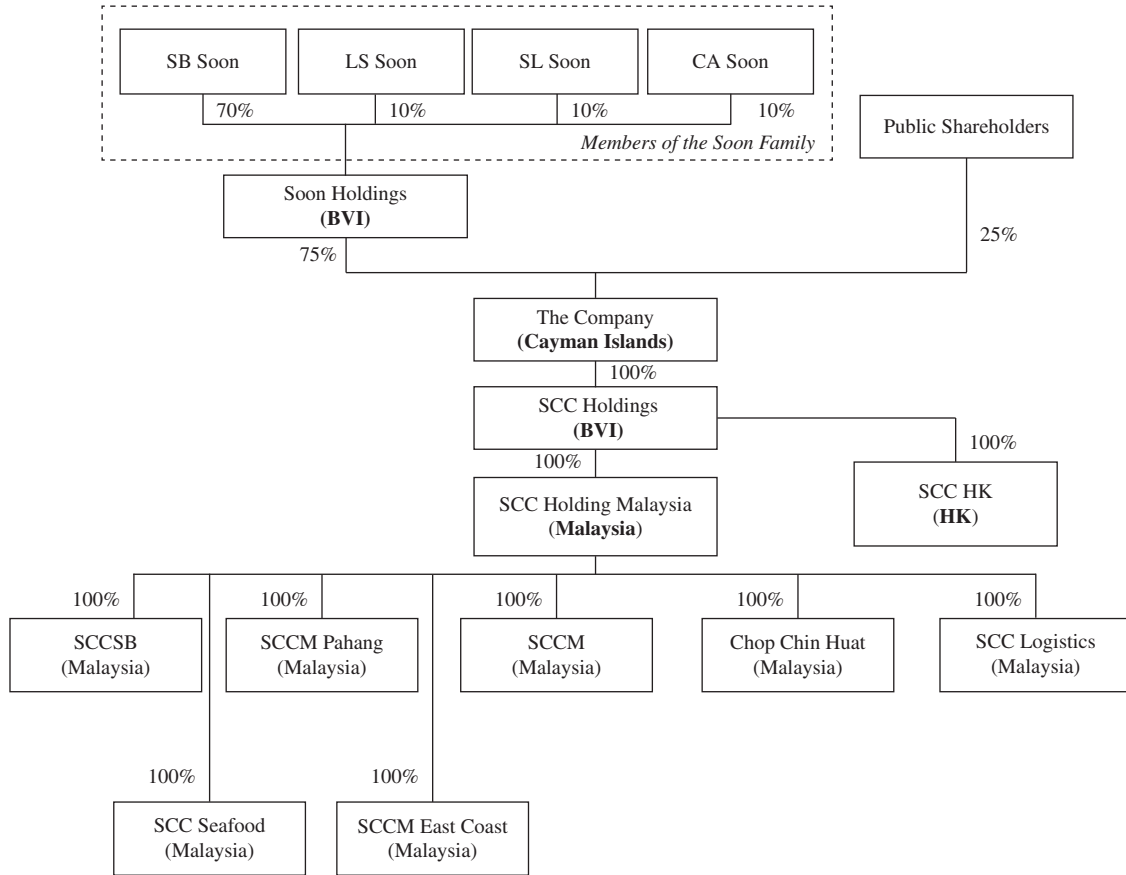 SB Soon
LS Soon
SL Soon
CA Soon
70%
10%
10%
10%
Members of the Soon Family
Public Shareholders
Soon Holdings
(BVI)
75%
25%
The Company
(Cayman Islands)
100%
SCC Holdings
(BVI)
100%
100%
SCC Holding Malaysia
(Malaysia)
SCC HK
(HK)
100%
100%
100%
100%
100%
SCCSB
(Malaysia)
SCCM Pahang
(Malaysia)
SCCM
(Malaysia)
Chop Chin Huat
(Malaysia)
SCC Logistics
(Malaysia)
100%
100%
SCC Seafood
(Malaysia)
SCCM East Coast
(Malaysia)